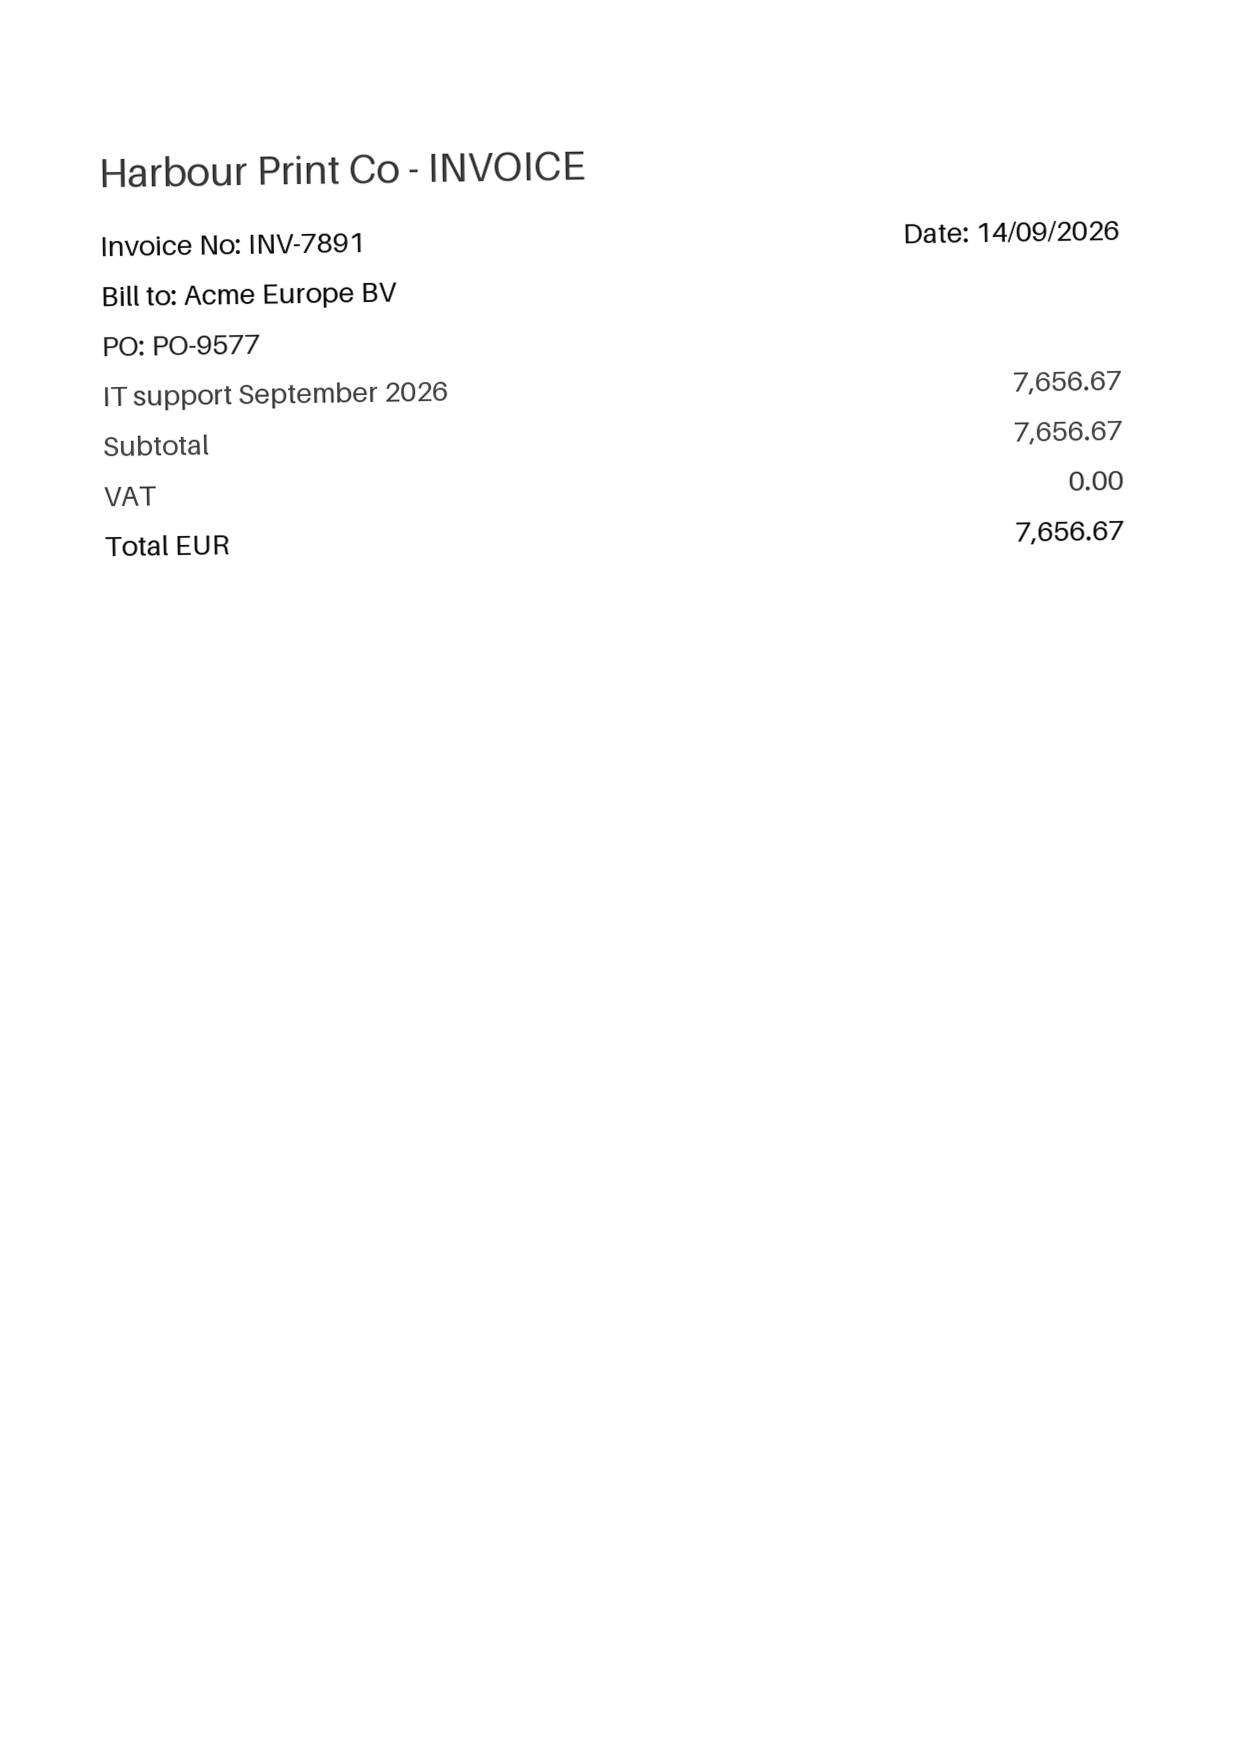 Harbour Print Co - INVOICE
Invoice No: INV-7891 Date: 14/09/2026
Bill to: Acme Europe BV
PO: PO-9577
IT support September 2026 7,656.67
Subtotal 7,656.67
VAT 0.00
Total EUR 7,656.67